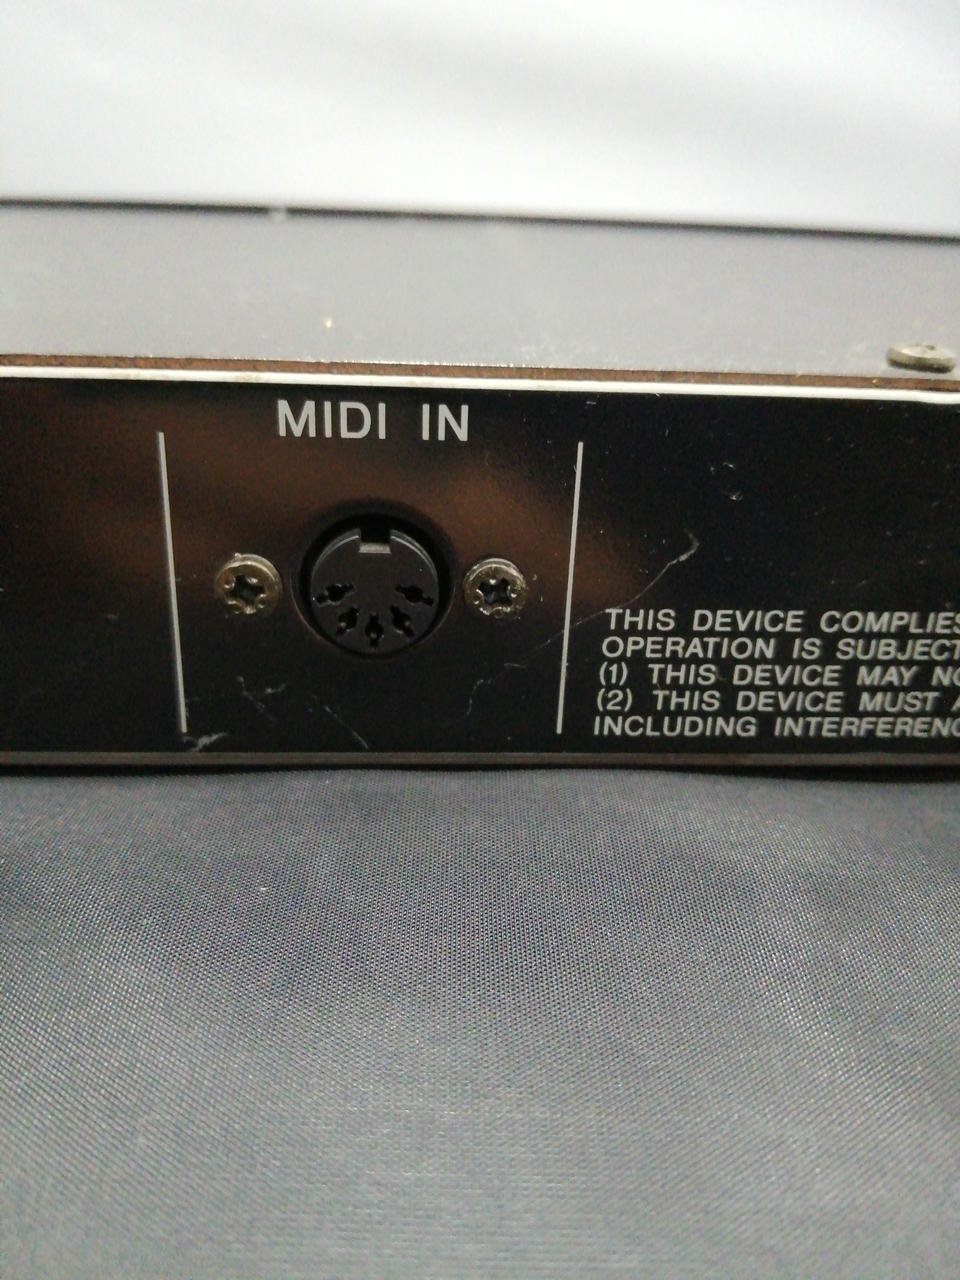 MIDI IN
THIS DEVICE COMPLIES
OPERATION IS SUBJECT
(1) THIS DEVICE MAY
(2) THIS DEVICE MUST
INCLUDING